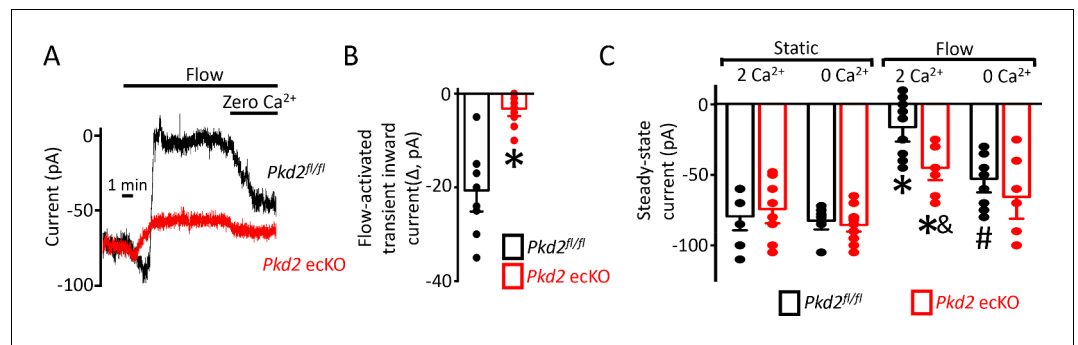 A
Flow
Zero Ca²⁺
Current (pA)
0
-50
-100
1 min
Pkd2fl/fl
Pkd2 ecKO
B
Flow-activated
transient inward
current(Δ, pA)
0
-20
-40
*
Pkd2fl/fl
Pkd2 ecKO
C
Static
Flow
2 Ca²⁺
0 Ca²⁺
2 Ca²⁺
0 Ca²⁺
Steady-state
current (pA)
0
-50
-100
*
*&
#
Pkd2fl/fl
Pkd2 ecKO